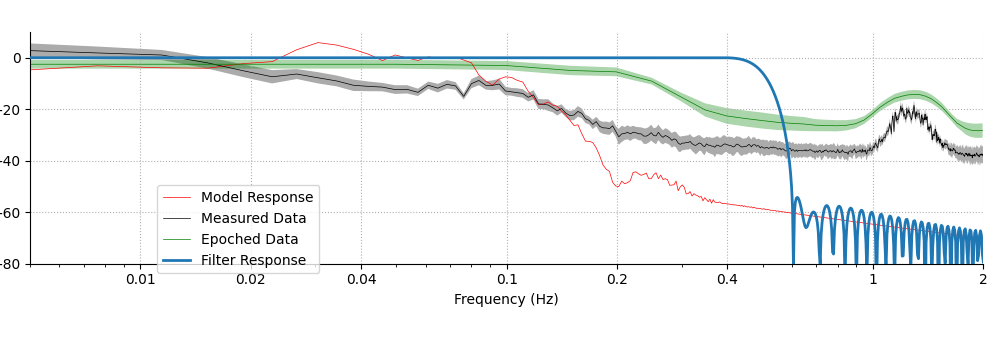 0
-20
-40
-60
-80
Model Response
Measured Data
Epoched Data
Filter Response
0.01 0.02 0.04 0.1 0.2 0.4 1 2
Frequency (Hz)